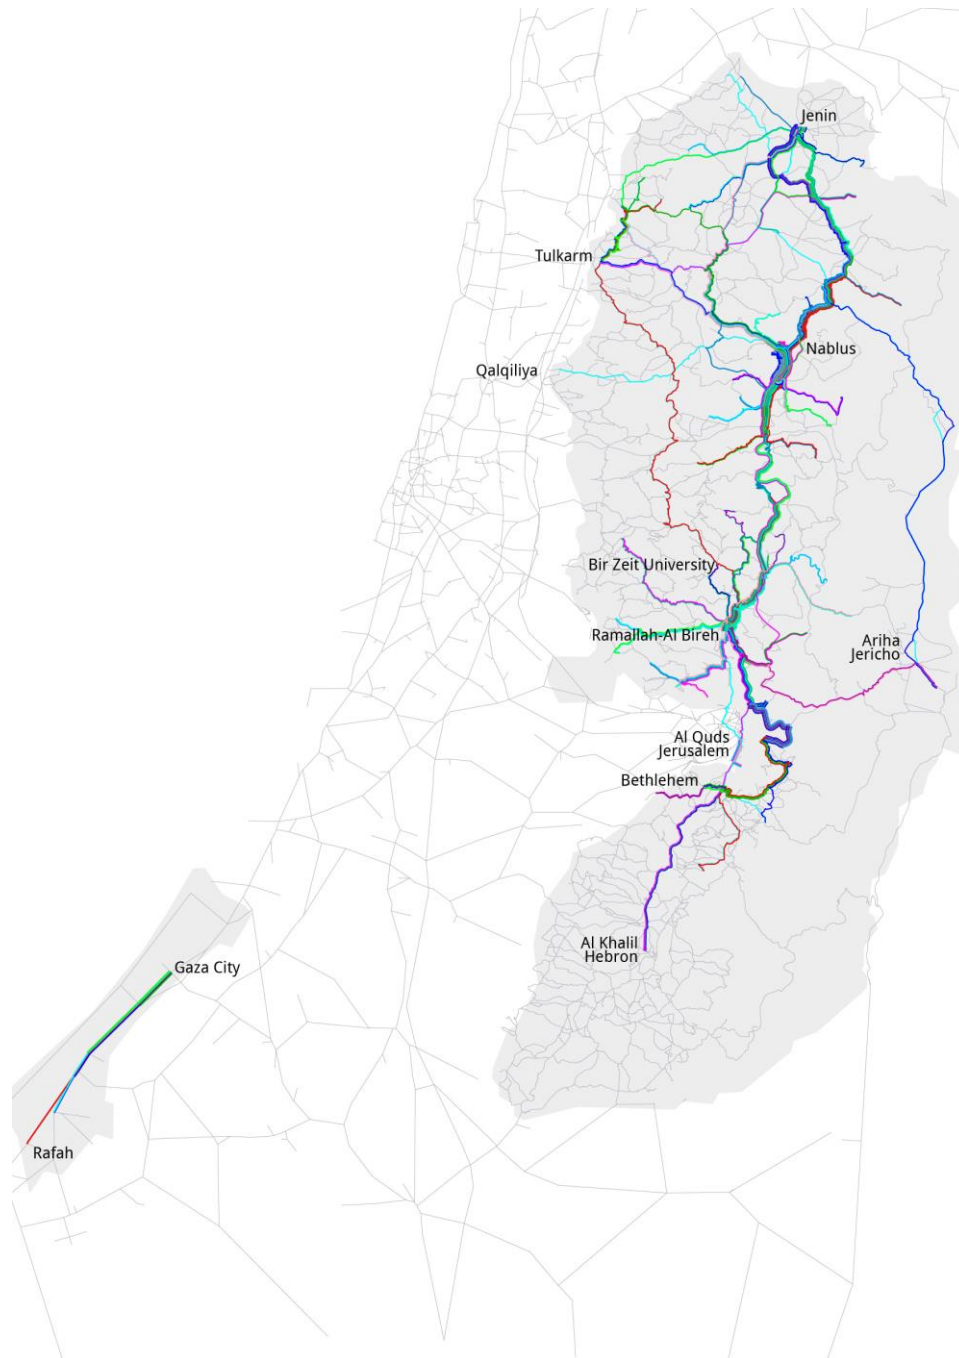 Jenin
Tulkarm
Nablus
Qalqiliya
Bir Zeit University
Ramallah-Al Bireh
Ariha
Jericho
Al Quds
Jerusalem
Bethlehem
Al Khalil
Hebron
Gaza City
Rafah